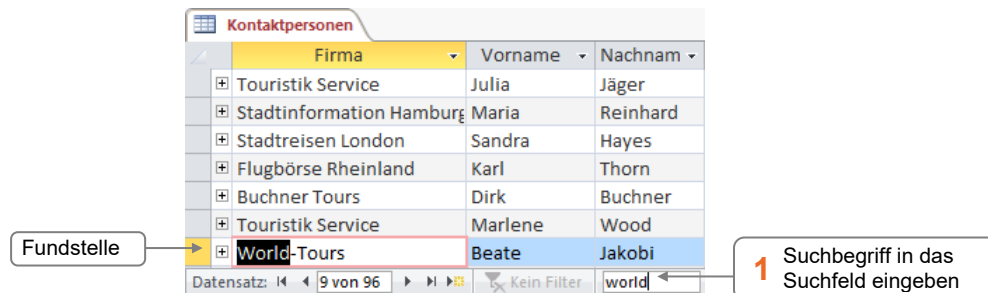 Kontaktpersonen
Firma Vorname Nachnam
Touristik Service Julia Jäger
Stadtinformation Hamburg Maria Reinhard
Stadtreisen London Sandra Hayes
Flugbörse Rheinland Karl Thorn
Buchner Tours Dirk Buchner
Touristik Service Marlene Wood
Fundstelle World-Tours Beate Jakobi
Datensatz: 9 von 96 Kein Filter world
1 Suchbegriff in das
Suchfeld eingeben